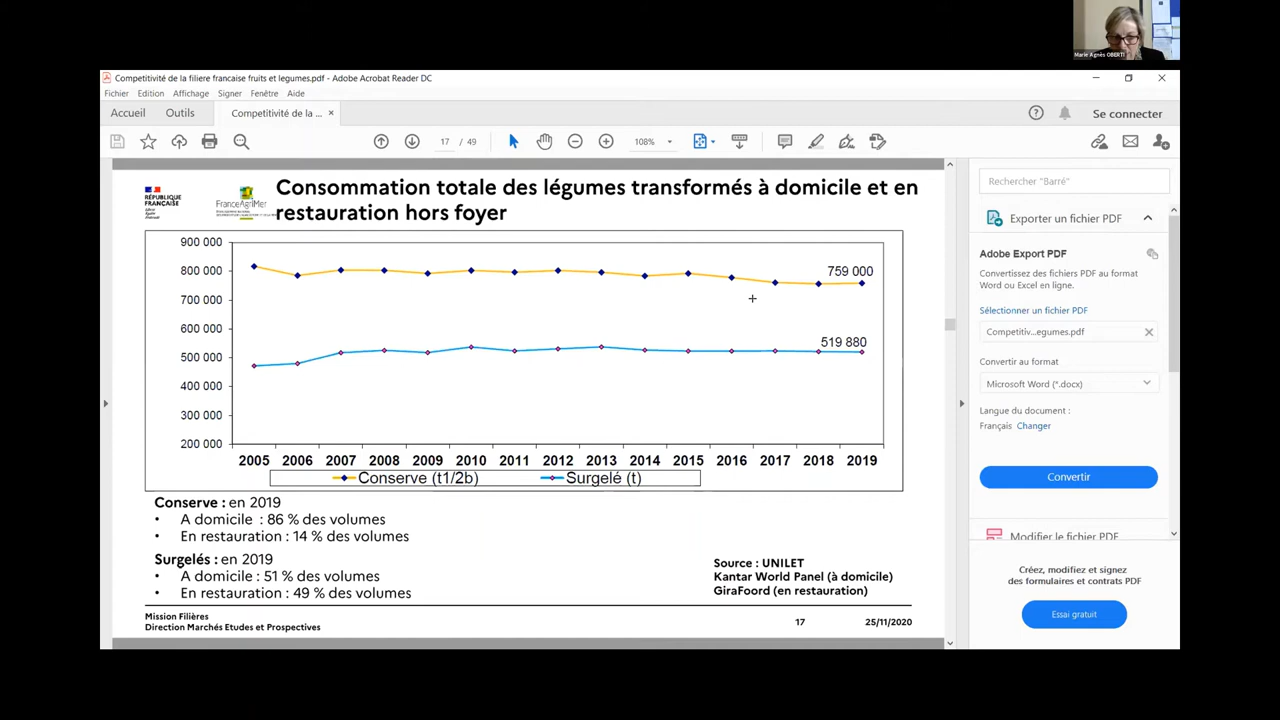 Marie Agnès OBERTI
Competitivité de la filiere francaise fruits et legumes.pdf - Adobe Acrobat Reader DC
Fichier Edition Affichage Signer Fenêtre Aide
Accueil Outils Compétitivité de la ... ×
Se connecter
17 / 49 108%
RÉPUBLIQUE
FRANÇAISE
FranceAgriMer
Consommation totale des légumes transformés à domicile et en
restauration hors foyer
900 000
800 000
700 000
600 000
500 000
400 000
300 000
200 000
759 000
519 880
2005 2006 2007 2008 2009 2010 2011 2012 2013 2014 2015 2016 2017 2018 2019
Conserve (t1/2b) Surgelé (t)
Conserve : en 2019
• A domicile : 86 % des volumes
• En restauration : 14 % des volumes
Surgelés : en 2019
• A domicile : 51 % des volumes
• En restauration : 49 % des volumes
Source : UNILET
Kantar World Panel (à domicile)
GiraFoord (en restauration)
Mission Filières
Direction Marchés Etudes et Prospectives
17 25/11/2020
Rechercher "Barré"
Exporter un fichier PDF
Adobe Export PDF
Convertissez des fichiers PDF au format
Word ou Excel en ligne.
Sélectionner un fichier PDF
Competitiv...egumes.pdf
Convertir au format
Microsoft Word (*.docx)
Langue du document :
Français Changer
Convertir
Modifier le fichier PDF
Créez, modifiez et signez
des formulaires et contrats PDF
Essai gratuit